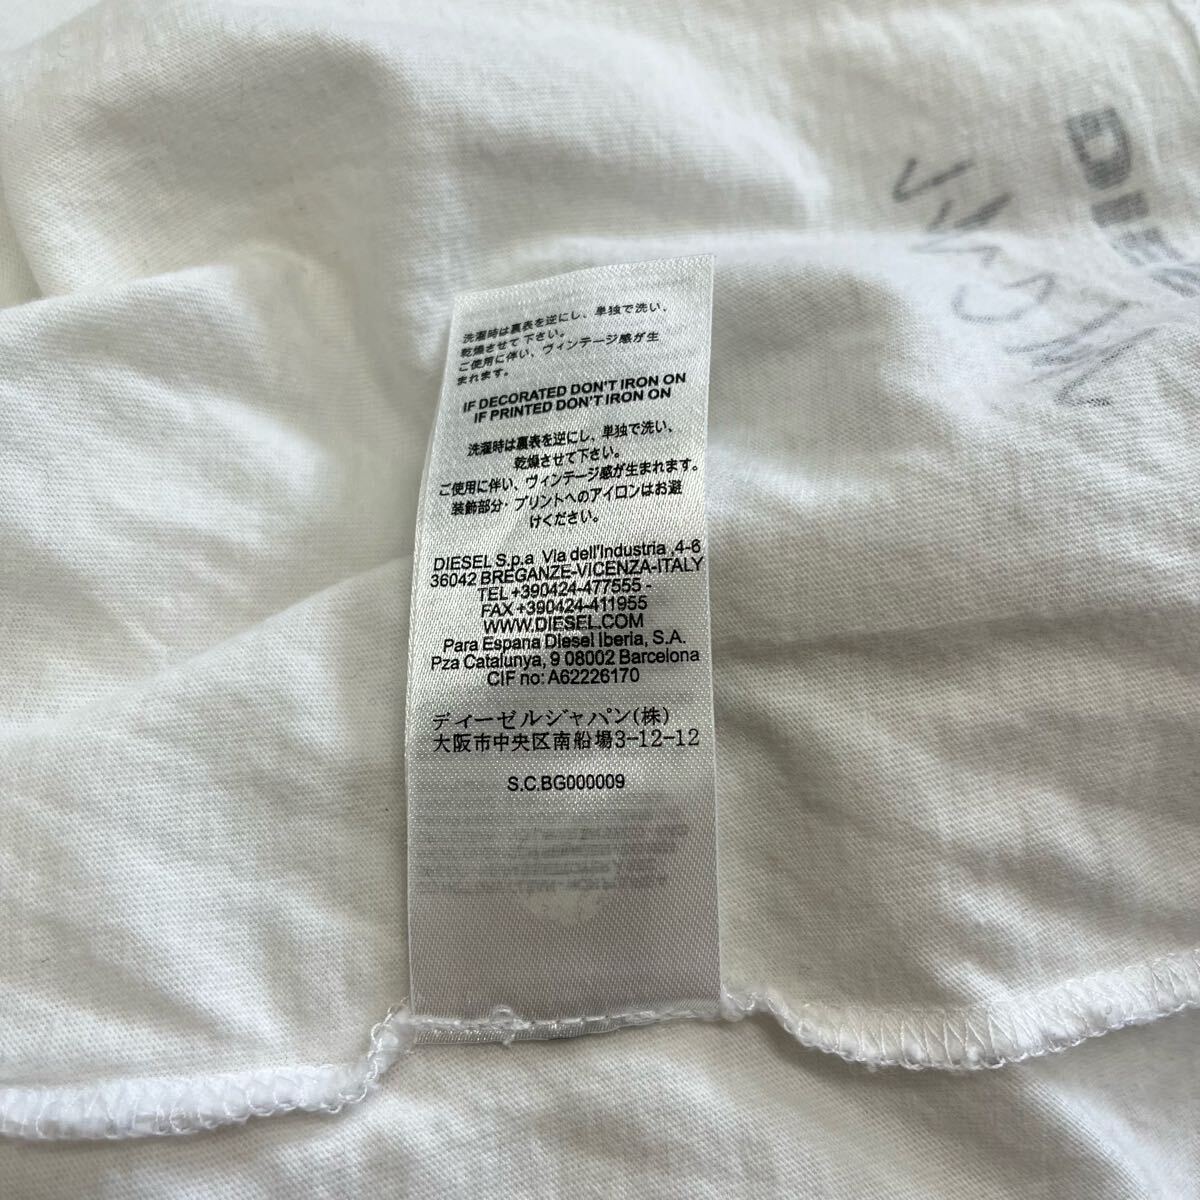 洗濯時は裏表を逆にし、単独で洗い、
乾燥させて下さい。
ご使用に伴い、ヴィンテージ感が生
まれます。
IF DECORATED DON'T IRON ON
IF PRINTED DON'T IRON ON
洗濯時は裏表を逆にし、単独で洗い、
乾燥させて下さい。
ご使用に伴い、ヴィンテージ感が生まれます。
装飾部分・プリントへのアイロンはお避
けください。
DIESEL S.p.a Via dell'Industria ,4-6
36042 BREGANZE-VICENZA-ITALY
TEL +390424-477555 -
FAX +390424-411955
WWW.DIESEL.COM
Para Espana Diesel Iberia, S.A.
Pza Catalunya, 9 08002 Barcelona
CIF no: A62226170
ディーゼルジャパン(株)
大阪市中央区南船場3-12-12
S.C.BG000009